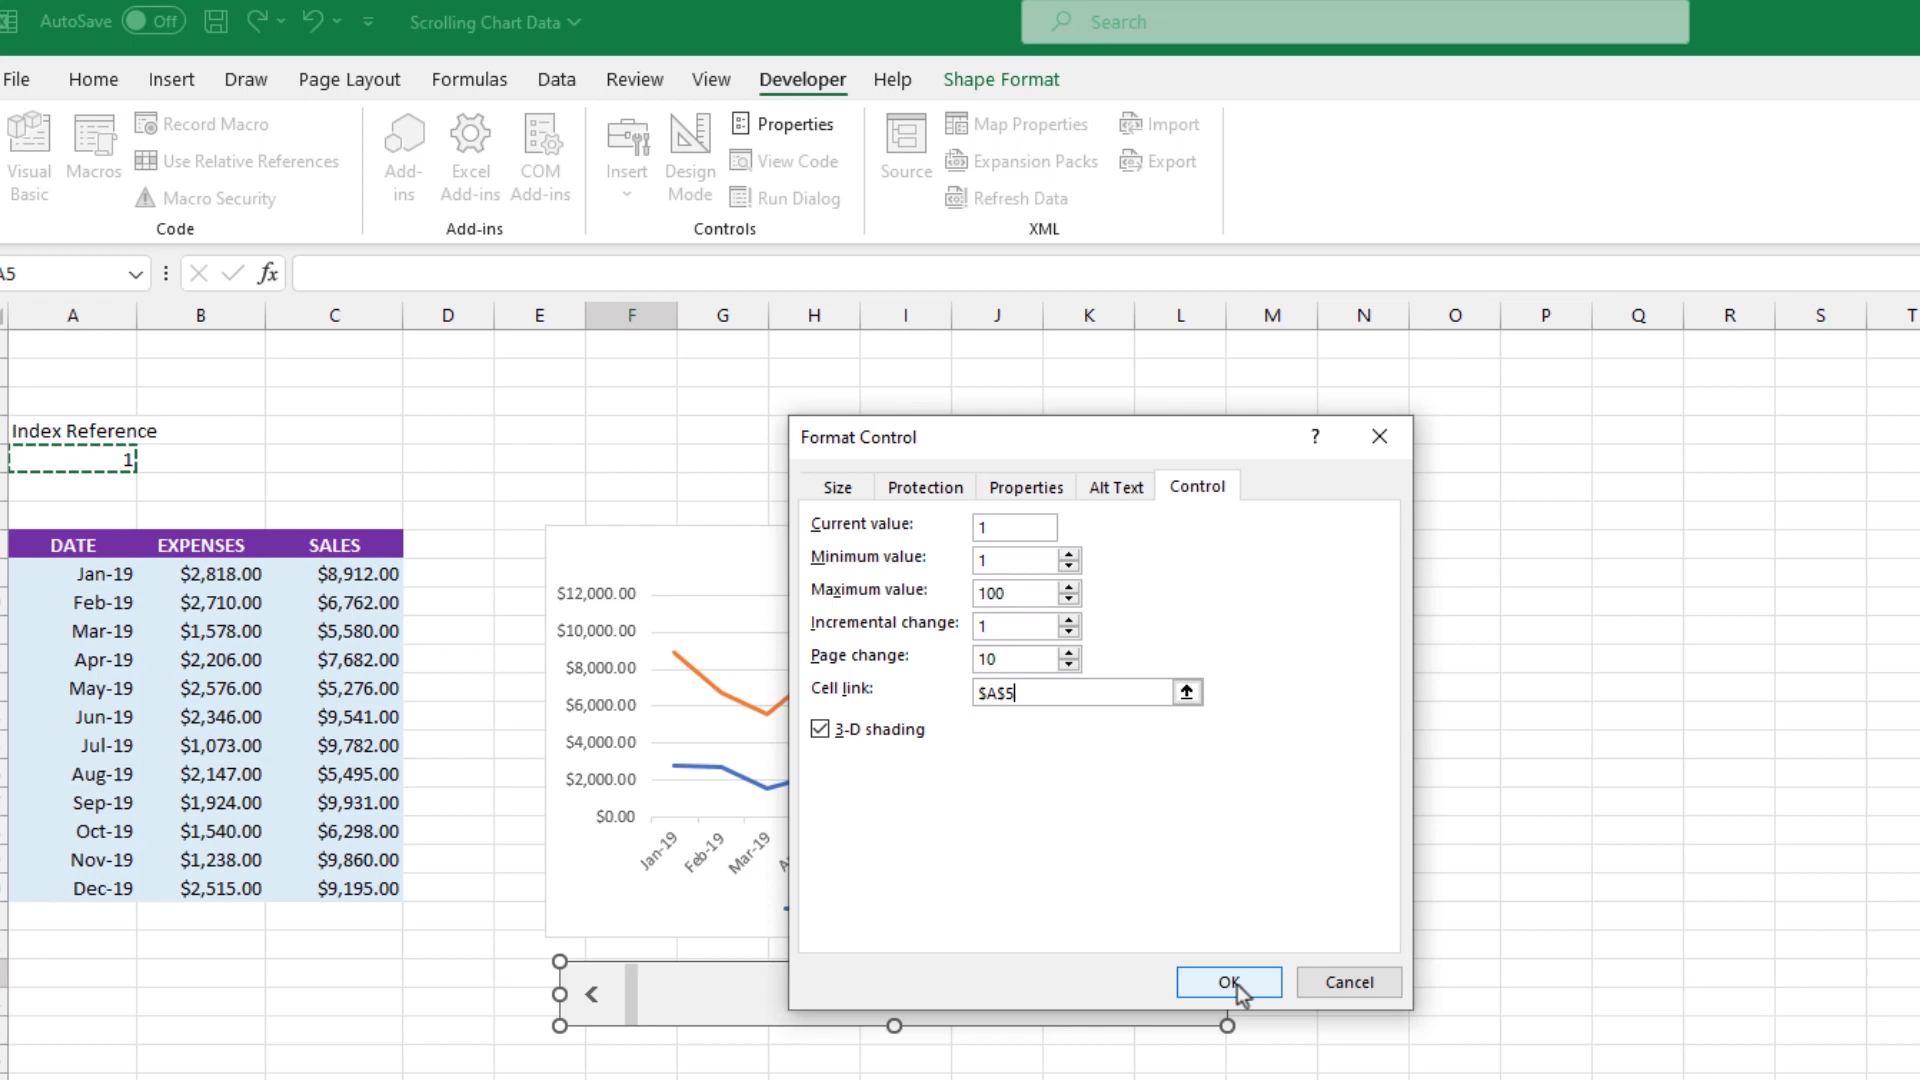 AutoSave Off Scrolling Chart Data Search
File Home Insert Draw Page Layout Formulas Data Review View Developer Help Shape Format
Visual Basic
Macros
Record Macro
Use Relative References
Macro Security
Code
Add-ins
Excel Add-ins
COM Add-ins
Add-ins
Insert
Design Mode
Properties
View Code
Run Dialog
Controls
Source
Map Properties
Expansion Packs
Refresh Data
Import
Export
XML
A5 fx
A B C D E F G H I J K L M N O P Q R S T
Index Reference
1
DATE EXPENSES SALES
Jan-19 $2,818.00 $8,912.00
Feb-19 $2,710.00 $6,762.00
Mar-19 $1,578.00 $5,580.00
Apr-19 $2,206.00 $7,682.00
May-19 $2,576.00 $5,276.00
Jun-19 $2,346.00 $9,541.00
Jul-19 $1,073.00 $9,782.00
Aug-19 $2,147.00 $5,495.00
Sep-19 $1,924.00 $9,931.00
Oct-19 $1,540.00 $6,298.00
Nov-19 $1,238.00 $9,860.00
Dec-19 $2,515.00 $9,195.00
$12,000.00
$10,000.00
$8,000.00
$6,000.00
$4,000.00
$2,000.00
$0.00
Jan-19 Feb-19 Mar-19
Format Control ?
Size Protection Properties Alt Text Control
Current value: 1
Minimum value: 1
Maximum value: 100
Incremental change: 1
Page change: 10
Cell link: $A$5
3-D shading
OK Cancel